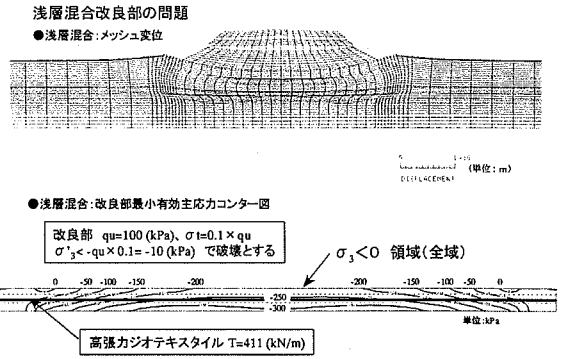 浅層混合改良部の問題
●浅層混合:メッシュ変位
(単位:m)
DISPLACEMENT
●浅層混合:改良部最小有効主応力コンター図
改良部 qu=100 (kPa)、σt=0.1×qu
σ'3<-qu×0.1=-10 (kPa) で破壊とする
σ3<0 領域(全域)
0 -50 -100 -150 -200 -200 -150 -100 -50 0
-250
-300
単位:kPa
高張力ジオテキスタイル T=411 (kN/m)